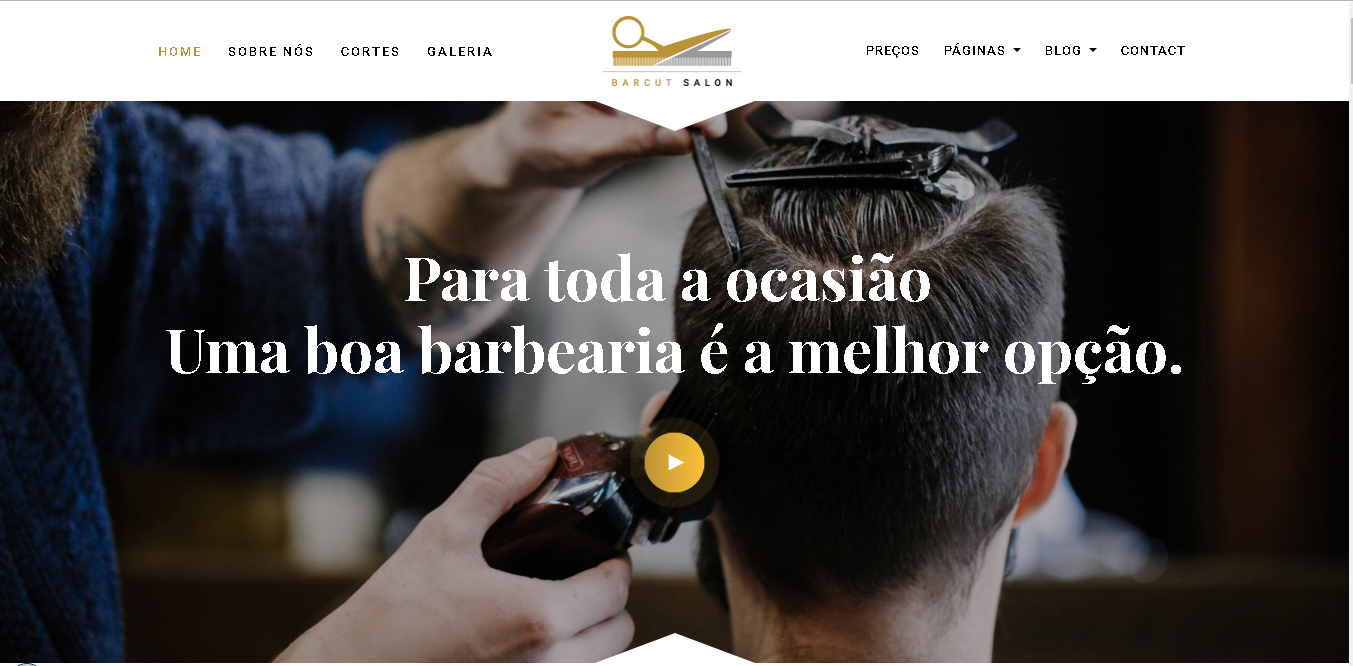 HOME SOBRE NÓS CORTES GALERIA
BARCUT SALON
PREÇOS PÁGINAS BLOG CONTACT
Para toda a ocasião
Uma boa barbearia é a melhor opção.